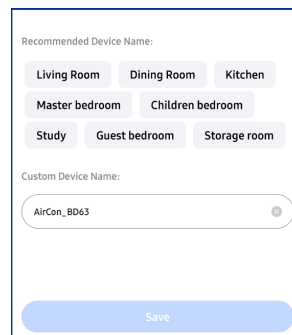 Recommended Device Name:
Living Room Dining Room Kitchen
Master bedroom Children bedroom
Study Guest bedroom Storage room
Custom Device Name:
AirCon_BD63
Save